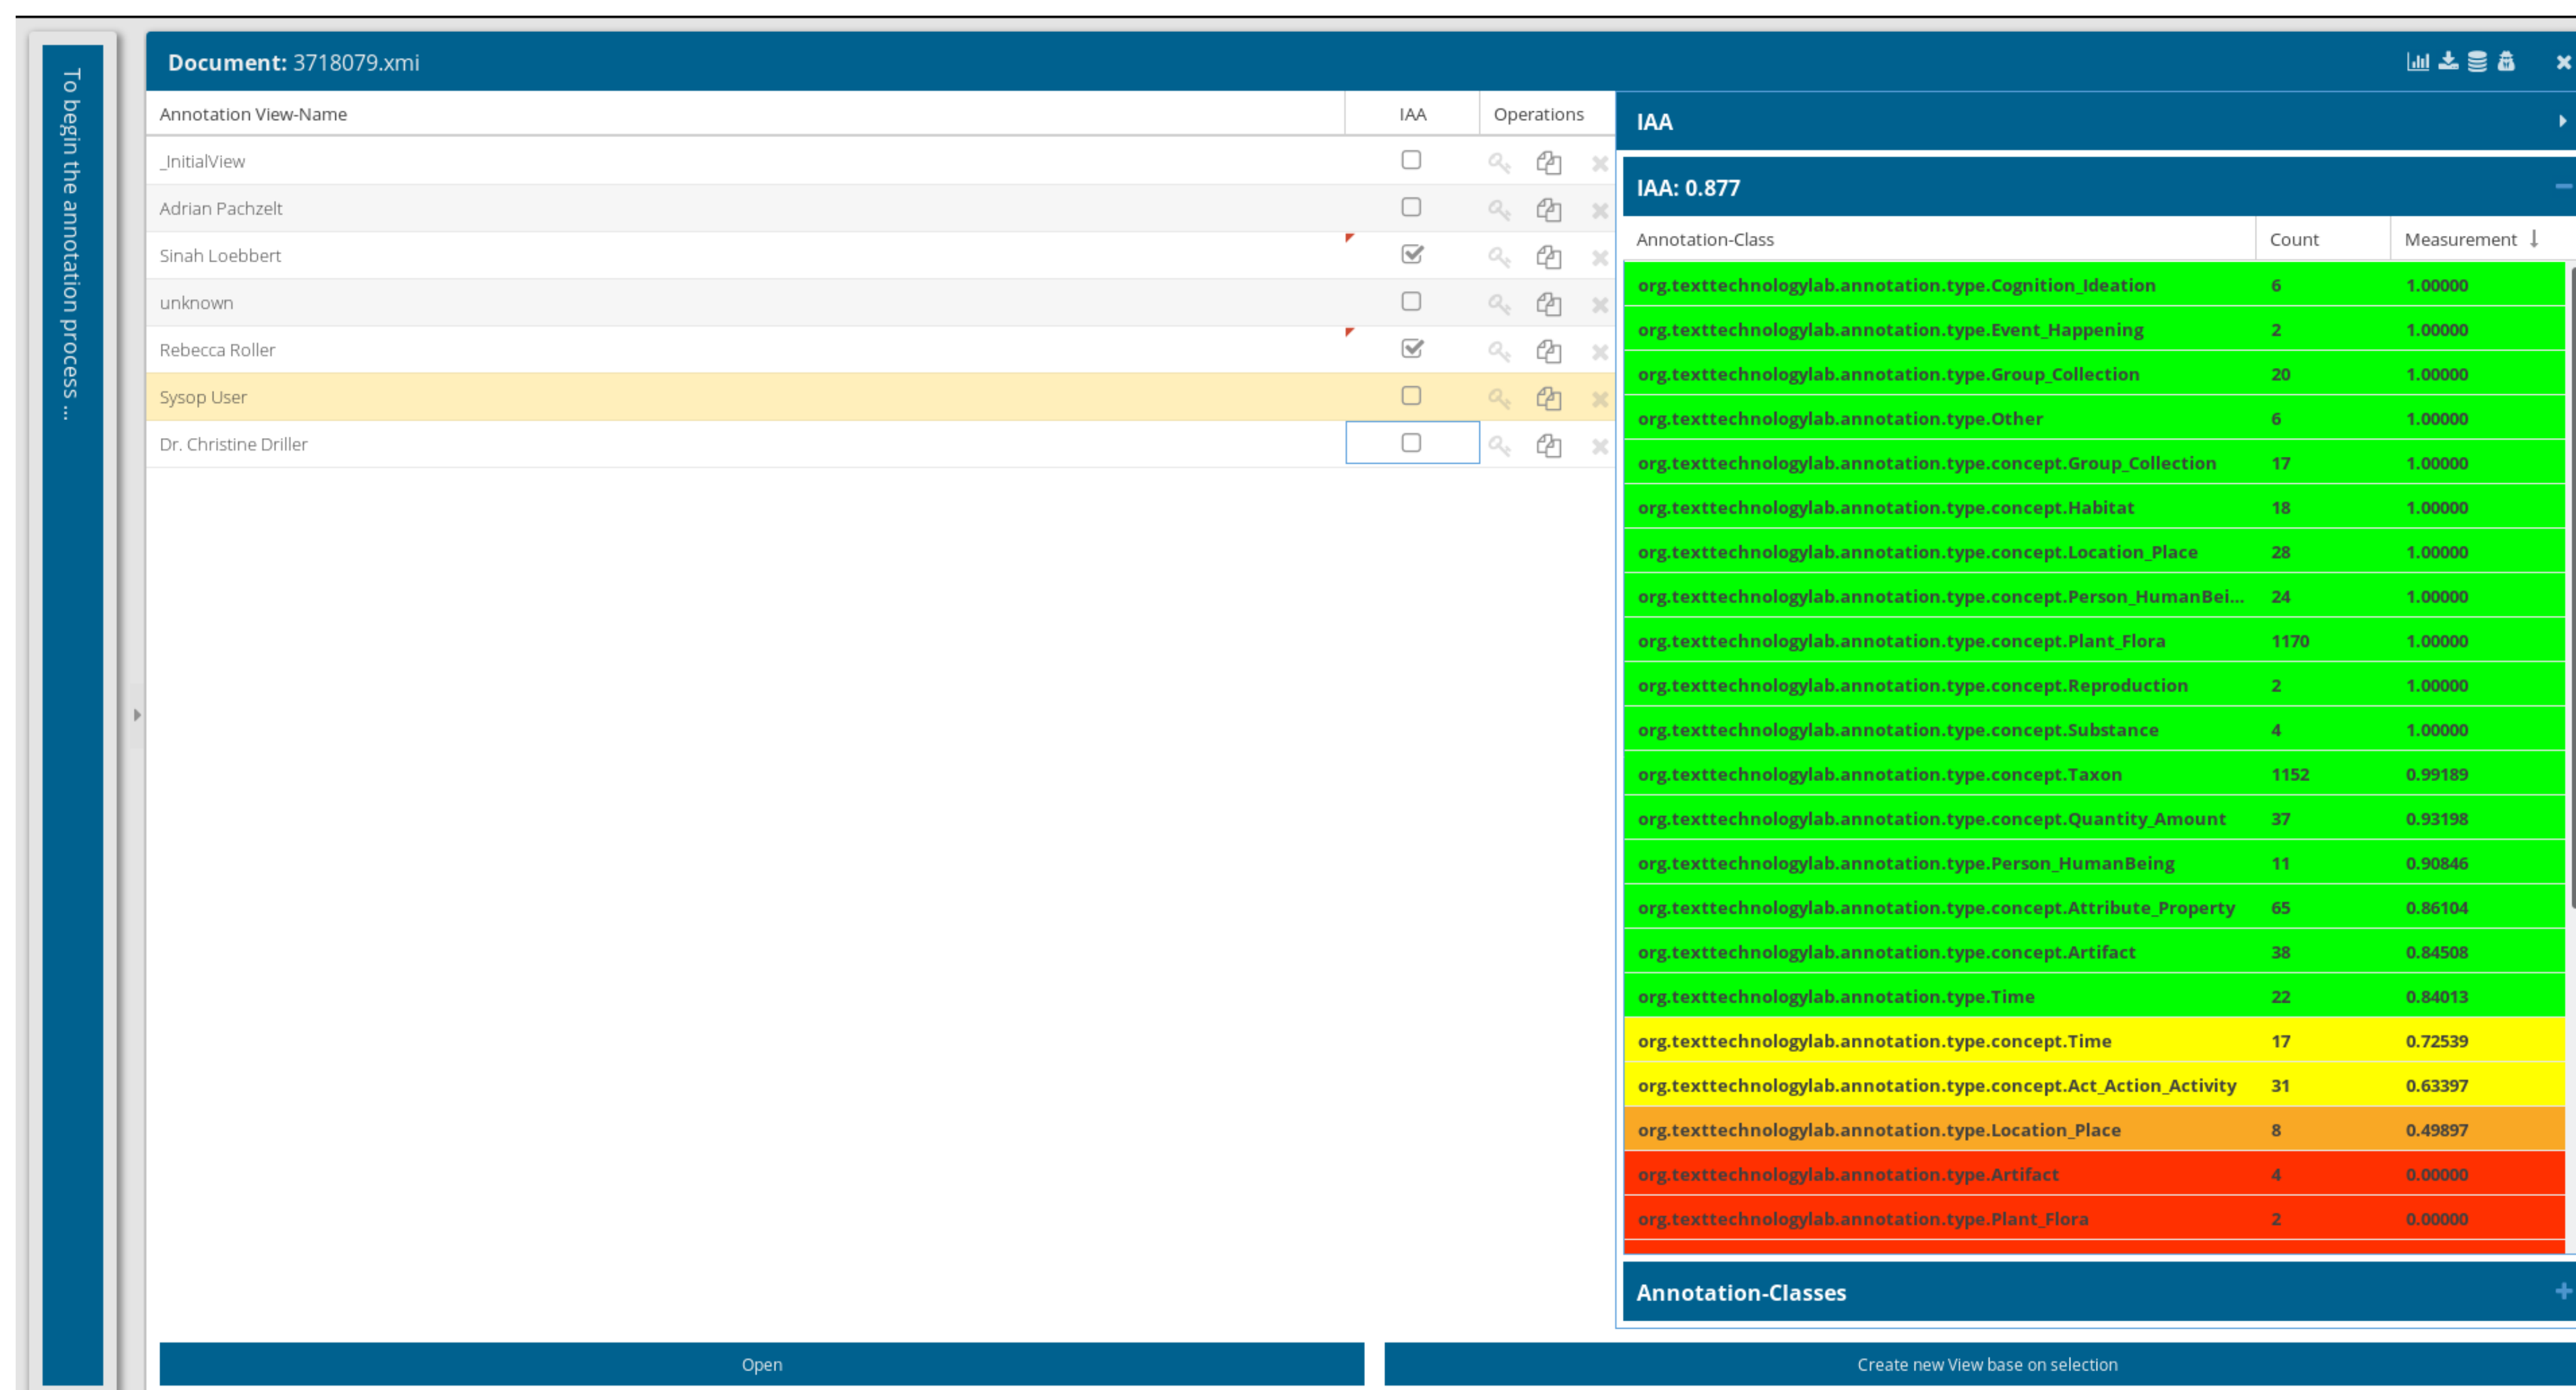 To begin the annotation process ...
Document: 3718079.xmi
Annotation View-Name IAA Operations
_InitialView
Adrian Pachzelt
Sinah Loebbert
unknown
Rebecca Roller
Sysop User
Dr. Christine Driller
IAA
IAA: 0.877
Annotation-Class Count Measurement ↓
org.texttechnologylab.annotation.type.Cognition_Ideation 6 1.00000
org.texttechnologylab.annotation.type.Event_Happening 2 1.00000
org.texttechnologylab.annotation.type.Group_Collection 20 1.00000
org.texttechnologylab.annotation.type.Other 6 1.00000
org.texttechnologylab.annotation.type.concept.Group_Collection 17 1.00000
org.texttechnologylab.annotation.type.concept.Habitat 18 1.00000
org.texttechnologylab.annotation.type.concept.Location_Place 28 1.00000
org.texttechnologylab.annotation.type.concept.Person_HumanBei... 24 1.00000
org.texttechnologylab.annotation.type.concept.Plant_Flora 1170 1.00000
org.texttechnologylab.annotation.type.concept.Reproduction 2 1.00000
org.texttechnologylab.annotation.type.concept.Substance 4 1.00000
org.texttechnologylab.annotation.type.concept.Taxon 1152 0.99189
org.texttechnologylab.annotation.type.concept.Quantity_Amount 37 0.93198
org.texttechnologylab.annotation.type.Person_HumanBeing 11 0.90846
org.texttechnologylab.annotation.type.concept.Attribute_Property 65 0.86104
org.texttechnologylab.annotation.type.concept.Artifact 38 0.84508
org.texttechnologylab.annotation.type.Time 22 0.84013
org.texttechnologylab.annotation.type.concept.Time 17 0.72539
org.texttechnologylab.annotation.type.concept.Act_Action_Activity 31 0.63397
org.texttechnologylab.annotation.type.Location_Place 8 0.49897
org.texttechnologylab.annotation.type.Artifact 4 0.00000
org.texttechnologylab.annotation.type.Plant_Flora 2 0.00000
Annotation-Classes
Open
Create new View base on selection